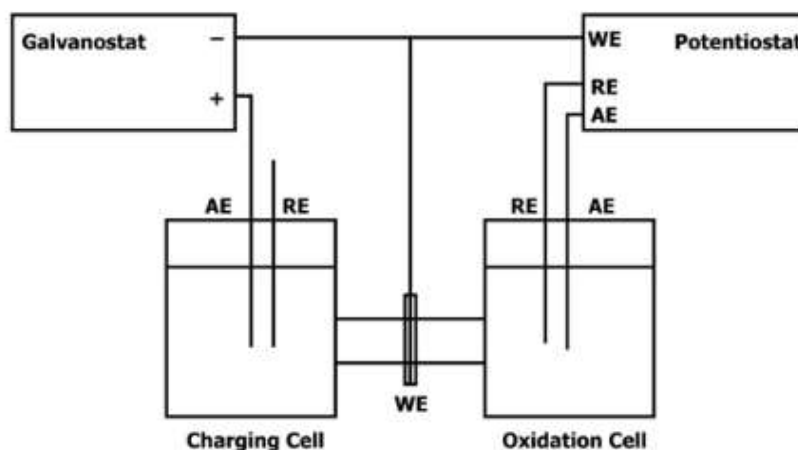 Galvanostat
−
+
WE
Potentiostat
RE
AE
AE RE
RE AE
WE
Charging Cell
Oxidation Cell